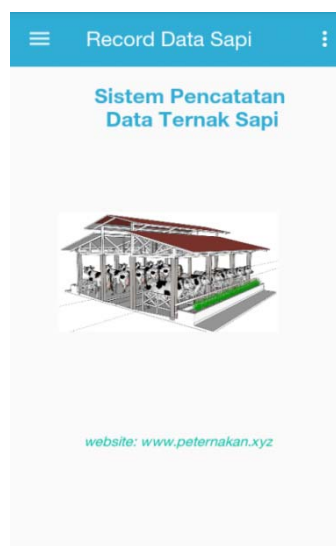 Record Data Sapi
Sistem Pencatatan
Data Ternak Sapi
website: www.peternakan.xyz